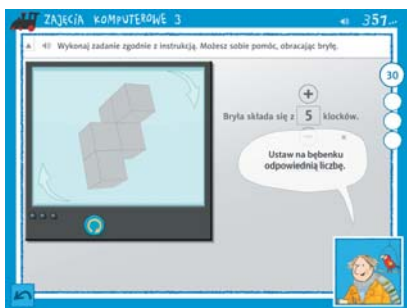 ZAJĘCIA KOMPUTEROWE 3
357...
Wykonaj zadanie zgodnie z instrukcją. Możesz sobie pomóc, obracając bryłę.
30
Bryła składa się z 5 klocków.
Ustaw na bębenku
odpowiednią liczbę.